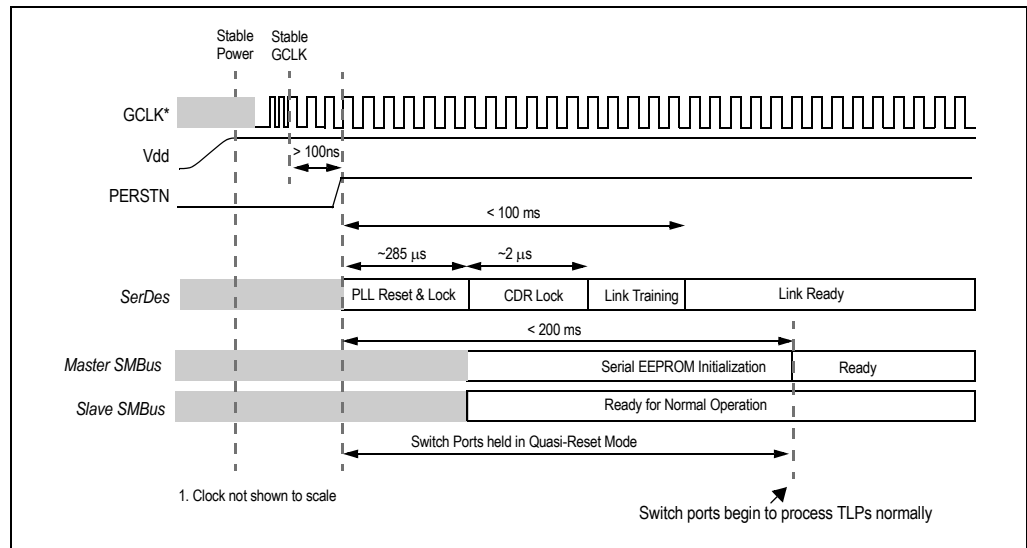 Stable Power
Stable GCLK
GCLK*
Vdd
> 100ns
PERSTN
< 100 ms
~285 μs
~2 μs
SerDes
PLL Reset & Lock
CDR Lock
Link Training
Link Ready
< 200 ms
Master SMBus
Serial EEPROM Initialization
Ready
Slave SMBus
Ready for Normal Operation
Switch Ports held in Quasi-Reset Mode
1. Clock not shown to scale
Switch ports begin to process TLPs normally